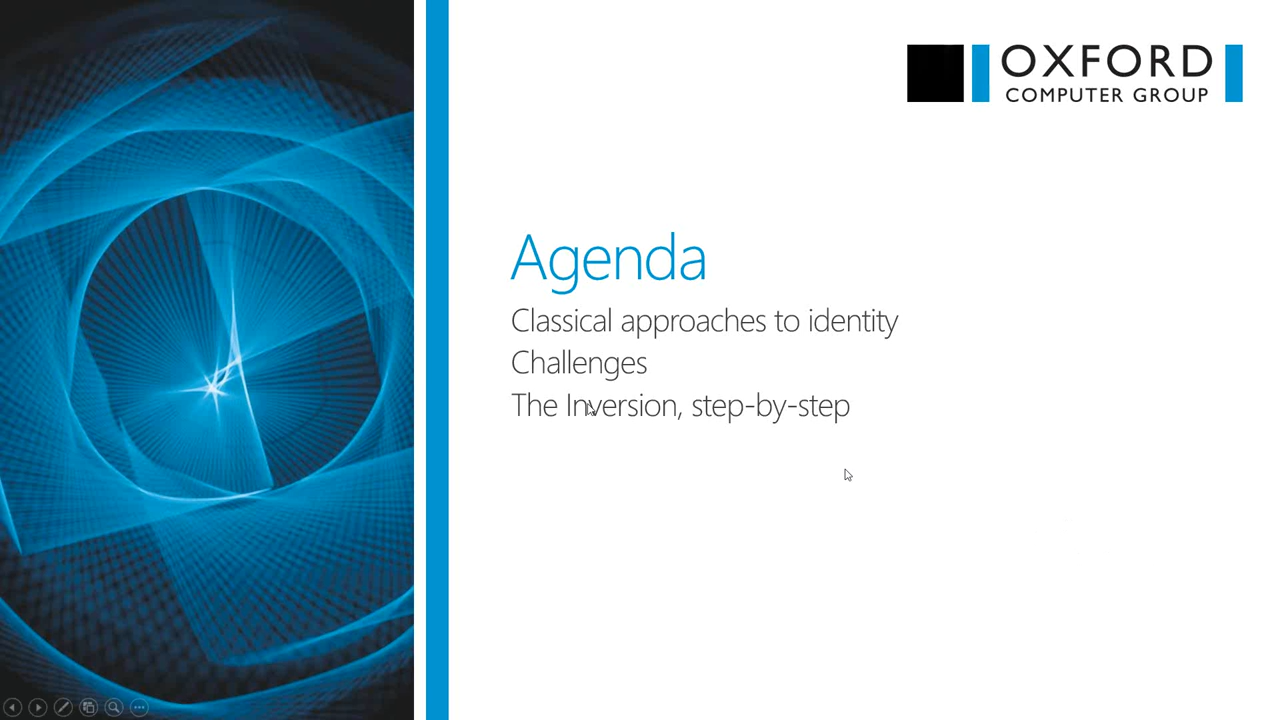 OXFORD
COMPUTER GROUP
Agenda
Classical approaches to identity
Challenges
The Inversion, step-by-step